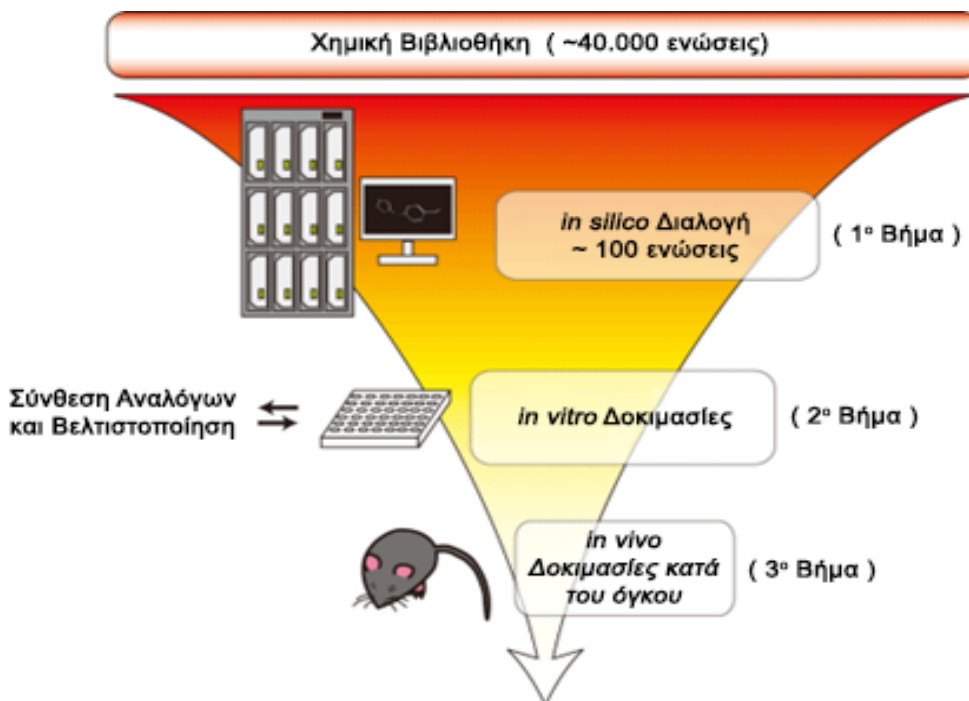 Χημική Βιβλιοθήκη ( ~40.000 ενώσεις)
in silico Διαλογή
~ 100 ενώσεις
( 1ο Βήμα )
Σύνθεση Αναλόγων
και Βελτιστοποίηση
in vitro Δοκιμασίες
( 2ο Βήμα )
in vivo
Δοκιμασίες κατά
του όγκου
( 3ο Βήμα )